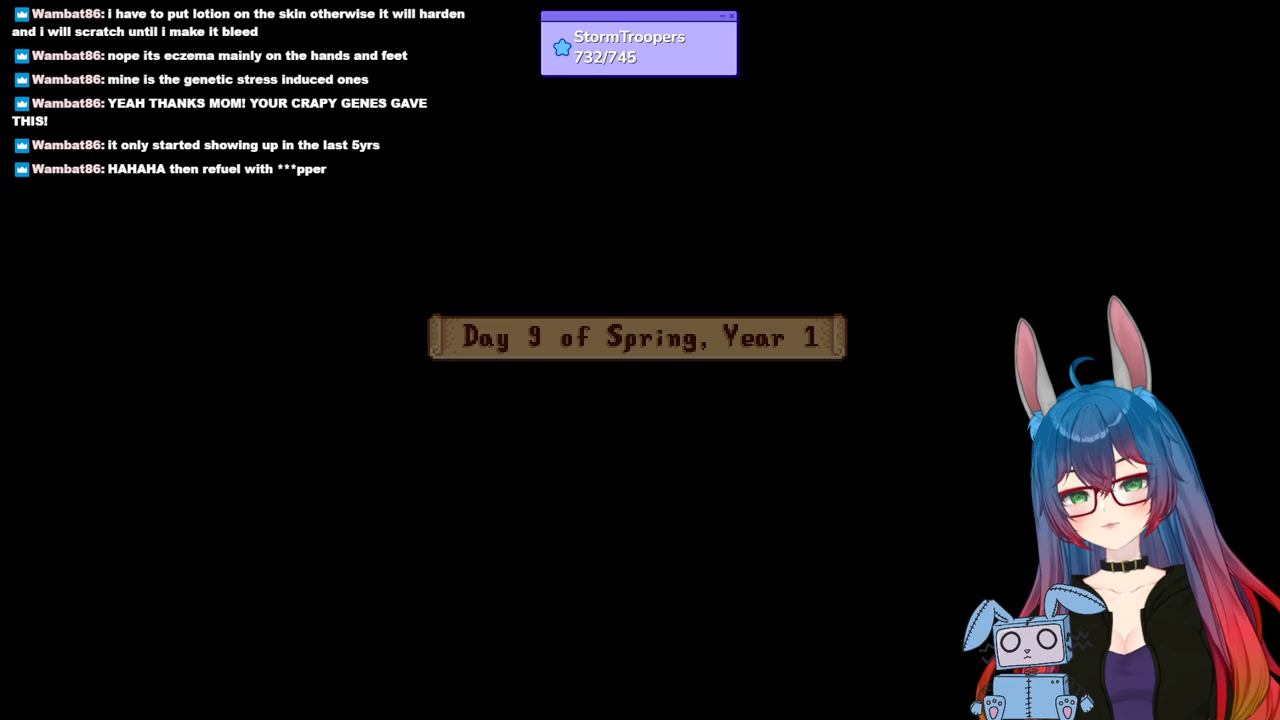 Wambat86: i have to put lotion on the skin otherwise it will harden
and i will scratch until i make it bleed
Wambat86: nope its eczema mainly on the hands and feet
Wambat86: mine is the genetic stress induced ones
Wambat86: YEAH THANKS MOM! YOUR CRAPY GENES GAVE
THIS!
Wambat86: it only started showing up in the last 5yrs
Wambat86: HAHAHA then refuel with ***pper
StormTroopers
732/745
Day 9 of Spring, Year 1